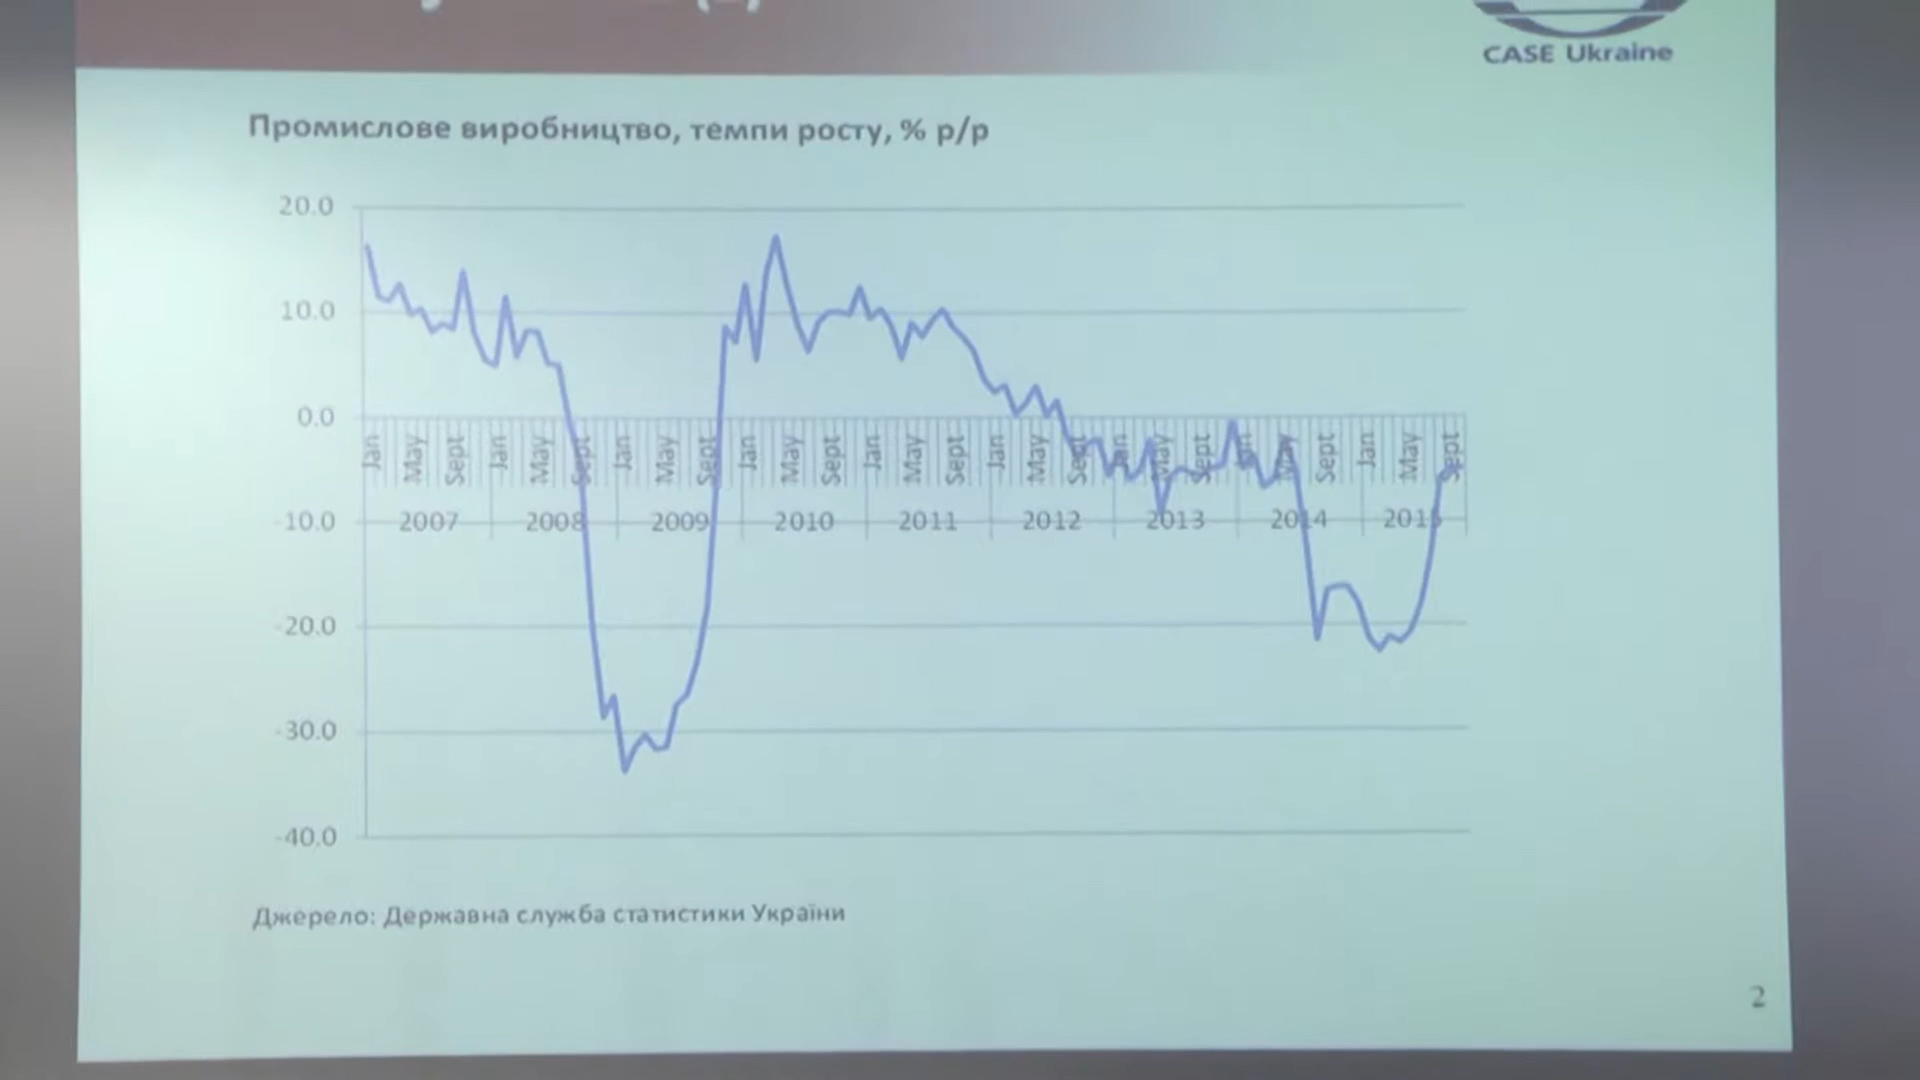 CASE Ukraine
Промислове виробництво, темпи росту, % р/р
20.0
10.0
0.0
-10.0
-20.0
-30.0
-40.0
Jan May Sept Jan May Sept Jan May Sept Jan May Sept Jan May Sept Jan May Sept Jan May Sept Jan May Sept Jan May Sept
2007 2008 2009 2010 2011 2012 2013 2014 2015
Джерело: Державна служба статистики України
2